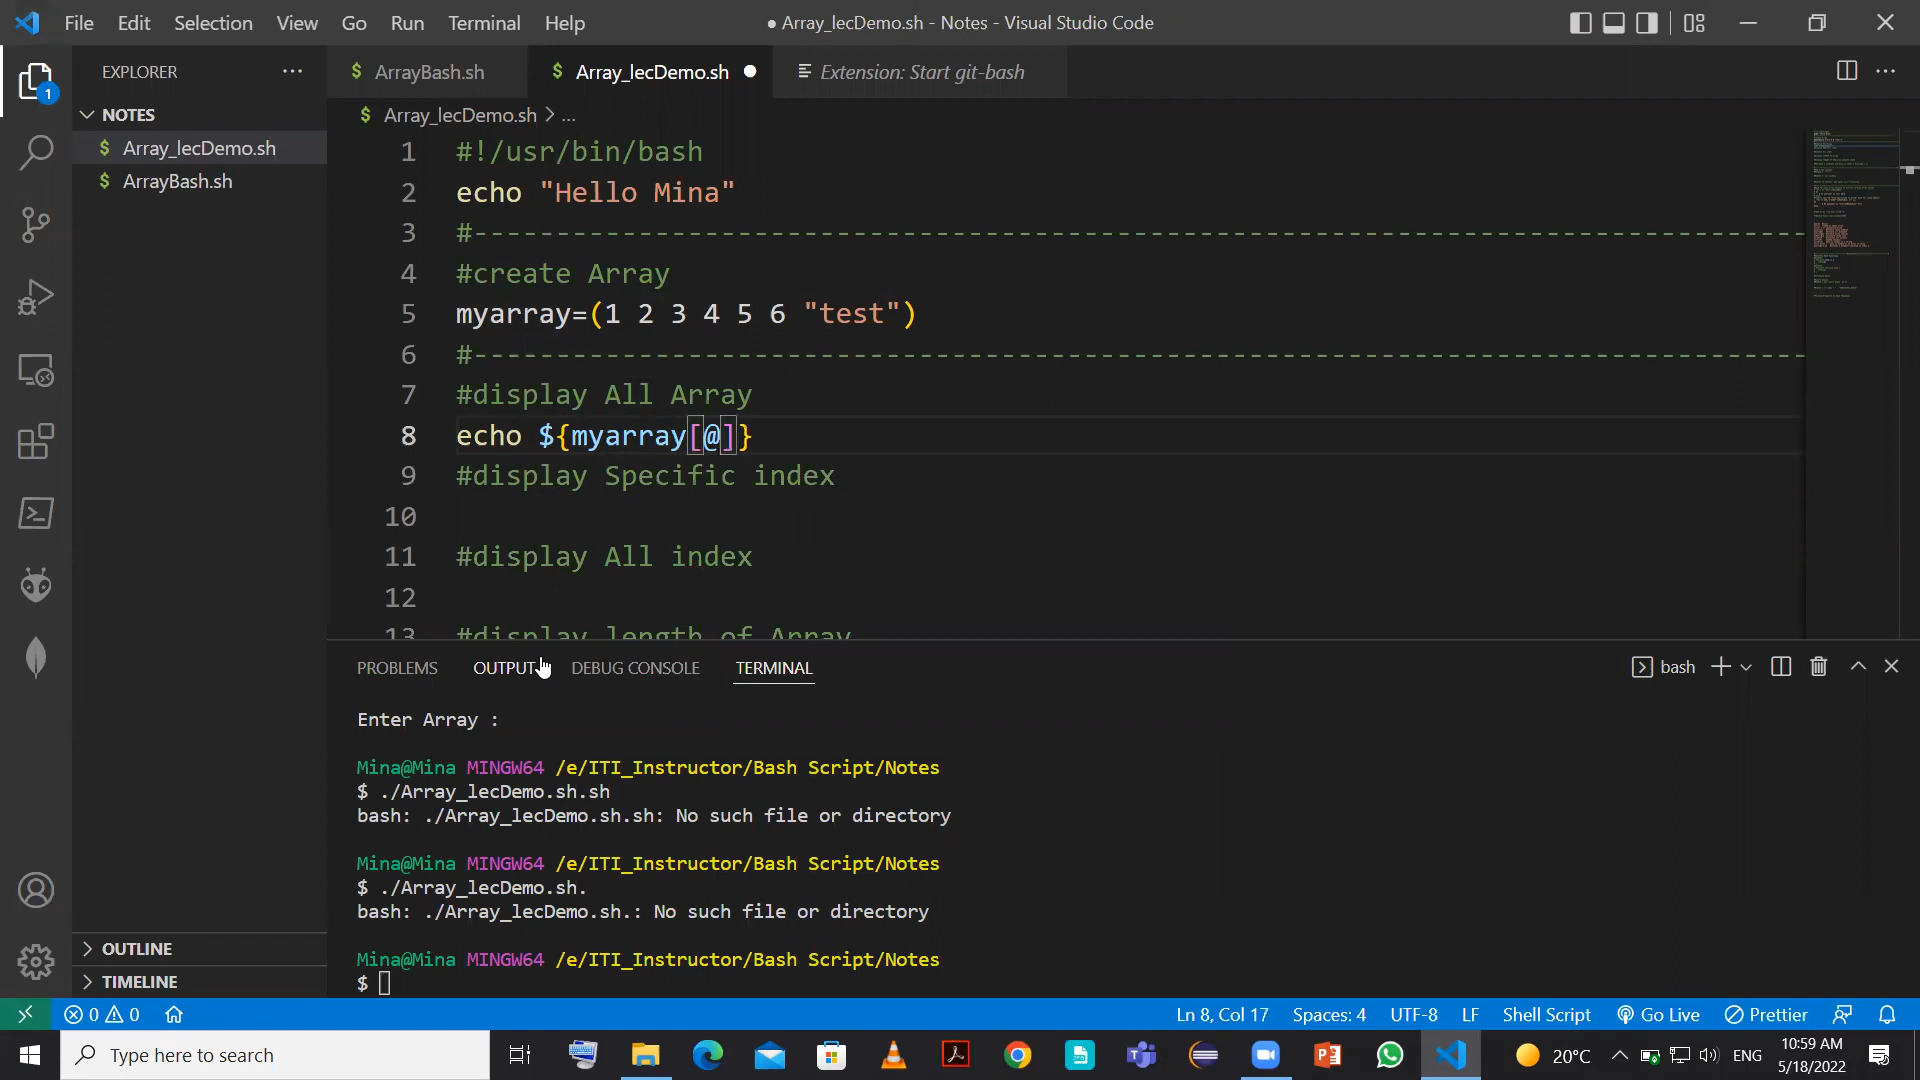 File Edit Selection View Go Run Terminal Help
● Array_lecDemo.sh - Notes - Visual Studio Code
EXPLORER
$ ArrayBash.sh
$ Array_lecDemo.sh
Extension: Start git-bash
1
NOTES
$ Array_lecDemo.sh
$ ArrayBash.sh
$ Array_lecDemo.sh > ...
1 #!/usr/bin/bash
2 echo "Hello Mina"
3 #---------------------------------------------------------------------------------
4 #create Array
5 myarray=(1 2 3 4 5 6 "test")
6 #---------------------------------------------------------------------------------
7 #display All Array
8 echo ${myarray[@]}
9 #display Specific index
10
11 #display All index
12
13 #display length of Array
PROBLEMS OUTPUT DEBUG CONSOLE TERMINAL
bash
Enter Array :
Mina@Mina MINGW64 /e/ITI_Instructor/Bash Script/Notes
$ ./Array_lecDemo.sh.sh
bash: ./Array_lecDemo.sh.sh: No such file or directory
Mina@Mina MINGW64 /e/ITI_Instructor/Bash Script/Notes
$ ./Array_lecDemo.sh.
bash: ./Array_lecDemo.sh.: No such file or directory
Mina@Mina MINGW64 /e/ITI_Instructor/Bash Script/Notes
$
OUTLINE
TIMELINE
0 0
Ln 8, Col 17 Spaces: 4 UTF-8 LF Shell Script Go Live Prettier
Type here to search
20°C
ENG
10:59 AM
5/18/2022